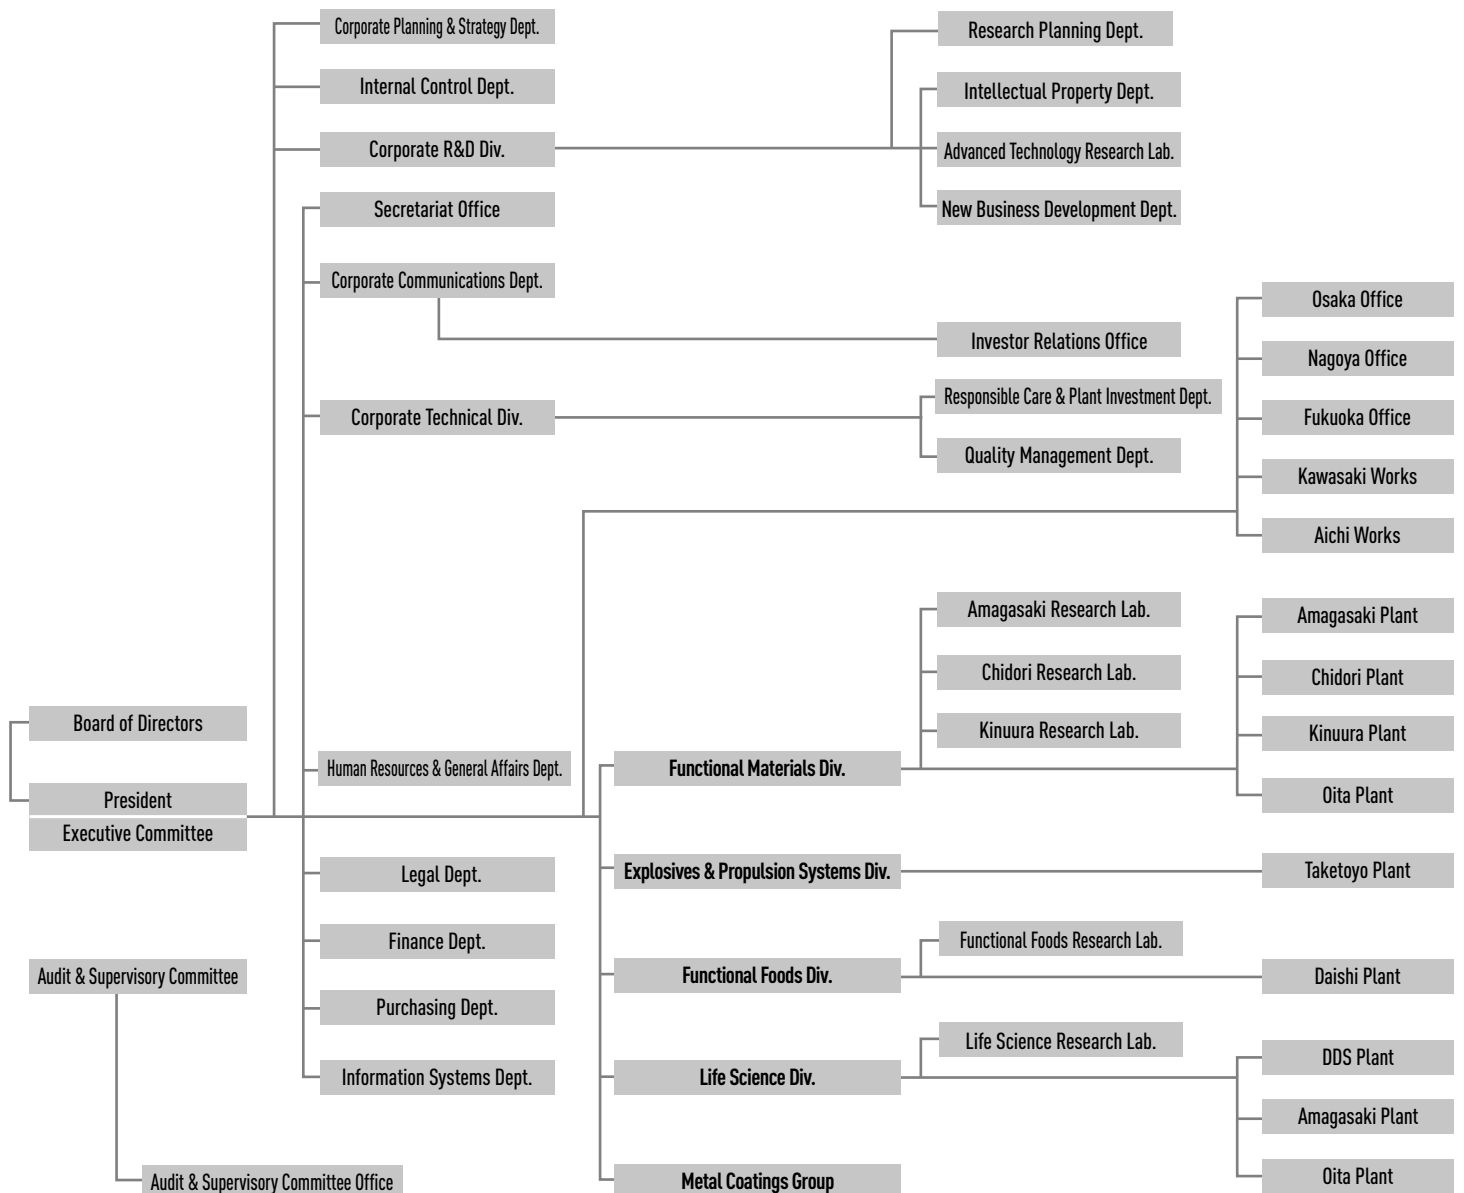 Board of Directors
President
Executive Committee
Audit & Supervisory Committee
Audit & Supervisory Committee Office
Corporate Planning & Strategy Dept.
Internal Control Dept.
Corporate R&D Div.
Secretariat Office
Corporate Communications Dept.
Corporate Technical Div.
Human Resources & General Affairs Dept.
Legal Dept.
Finance Dept.
Purchasing Dept.
Information Systems Dept.
Functional Materials Div.
Explosives & Propulsion Systems Div.
Functional Foods Div.
Life Science Div.
Metal Coatings Group
Research Planning Dept.
Intellectual Property Dept.
Advanced Technology Research Lab.
New Business Development Dept.
Investor Relations Office
Responsible Care & Plant Investment Dept.
Quality Management Dept.
Amagasaki Research Lab.
Chidori Research Lab.
Kinuura Research Lab.
Functional Foods Research Lab.
Life Science Research Lab.
Osaka Office
Nagoya Office
Fukuoka Office
Kawasaki Works
Aichi Works
Amagasaki Plant
Chidori Plant
Kinuura Plant
Oita Plant
Taketoyo Plant
Daishi Plant
DDS Plant
Amagasaki Plant
Oita Plant